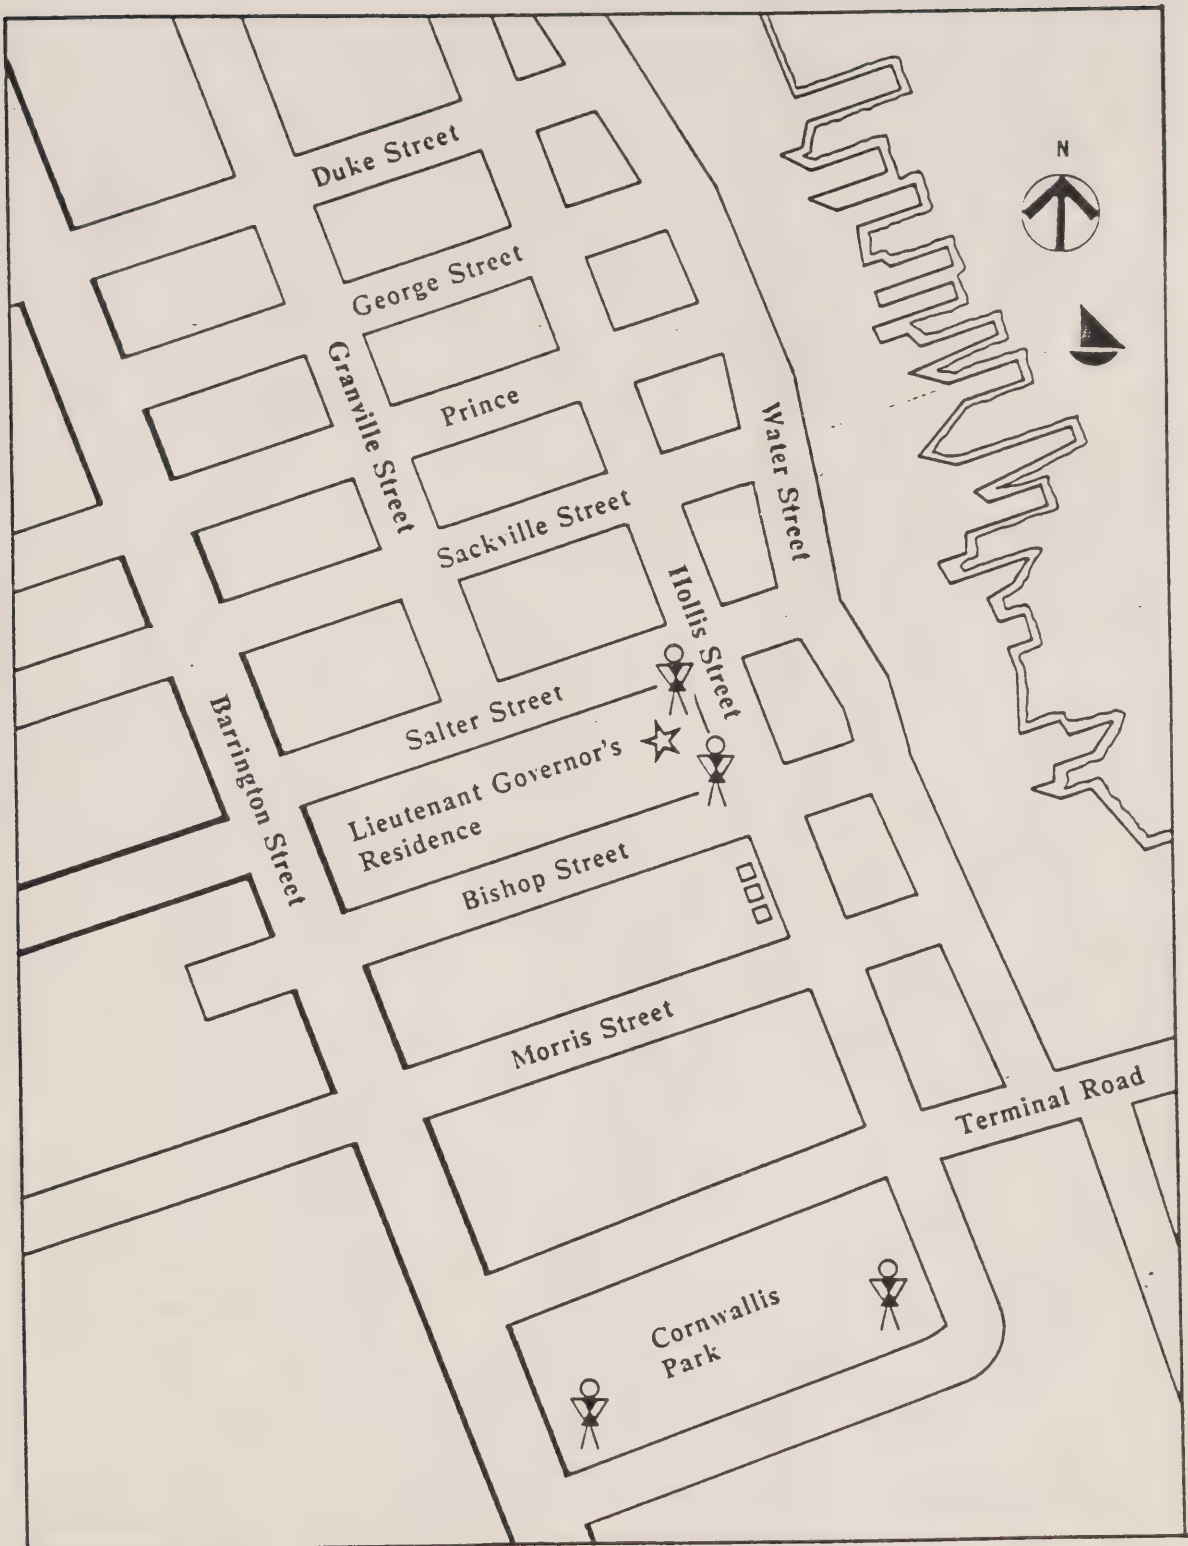 N
Duke Street
George Street
Granville Street
Prince
Water Street
Sackville Street
Hollis Street
Salter Street
Barrington Street
Lieutenant Governor's
Residence
Bishop Street
Morris Street
Terminal Road
Cornwallis
Park